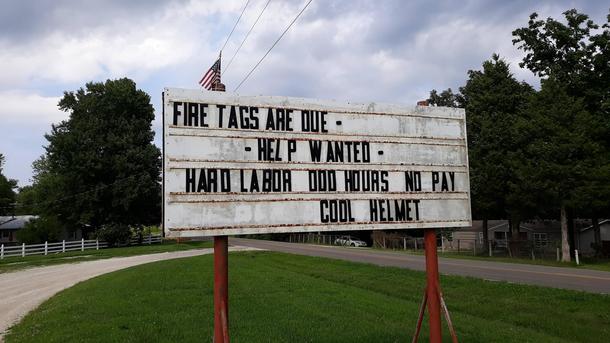 FIRE TAGS ARE DUE -
- HELP WANTED -
HARD LABOR ODD HOURS NO PAY
COOL HELMET